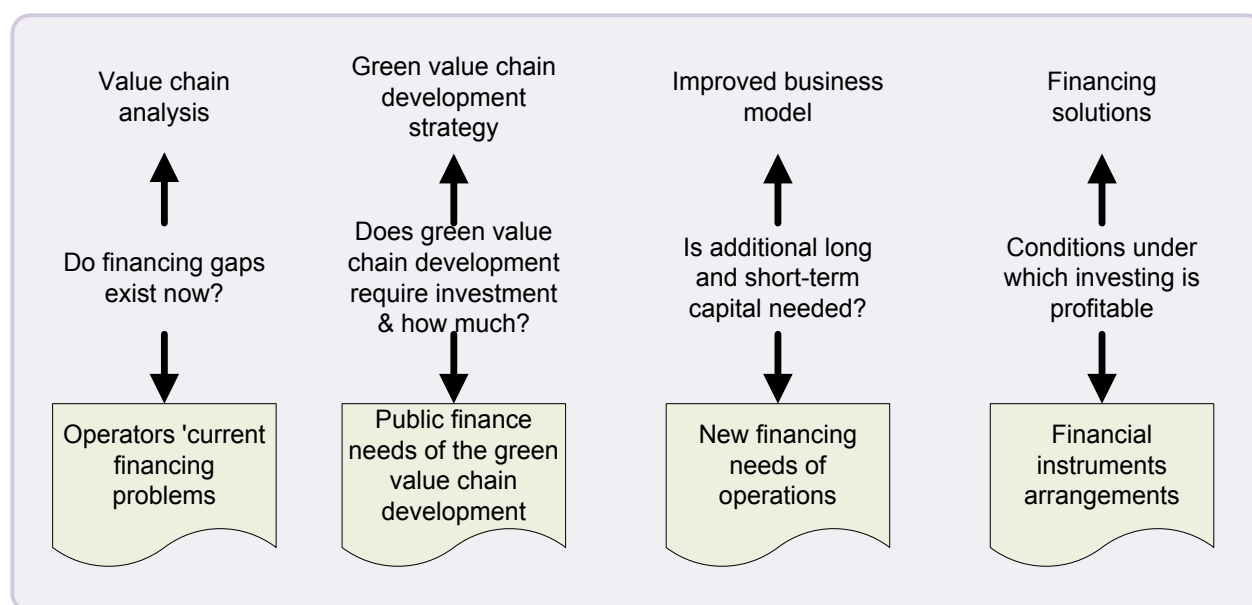 Value chain
analysis
Green value chain
development
strategy
Improved business
model
Financing
solutions
Do financing gaps
exist now?
Does green value
chain development
require investment
& how much?
Is additional long
and short-term
capital needed?
Conditions under
which investing is
profitable
Operators 'current
financing
problems
Public finance
needs of the green
value chain
development
New financing
needs of
operations
Financial
instruments
arrangements